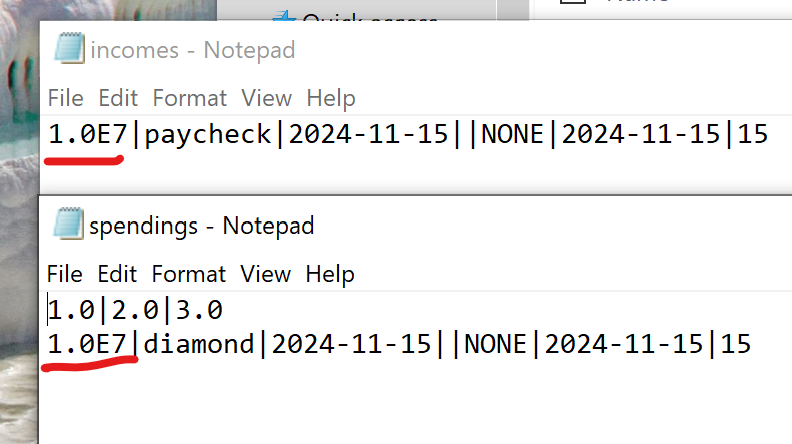 Quick access
incomes - Notepad
File Edit Format View Help
1.0E7|paycheck|2024-11-15||NONE|2024-11-15|15
spendings - Notepad
File Edit Format View Help
1.0|2.0|3.0
1.0E7|diamond|2024-11-15||NONE|2024-11-15|15